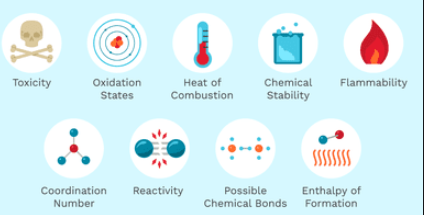 Toxicity
Oxidation
States
Heat of
Combustion
Chemical
Stability
Flammability
Coordination
Number
Reactivity
Possible
Chemical Bonds
Enthalpy of
Formation